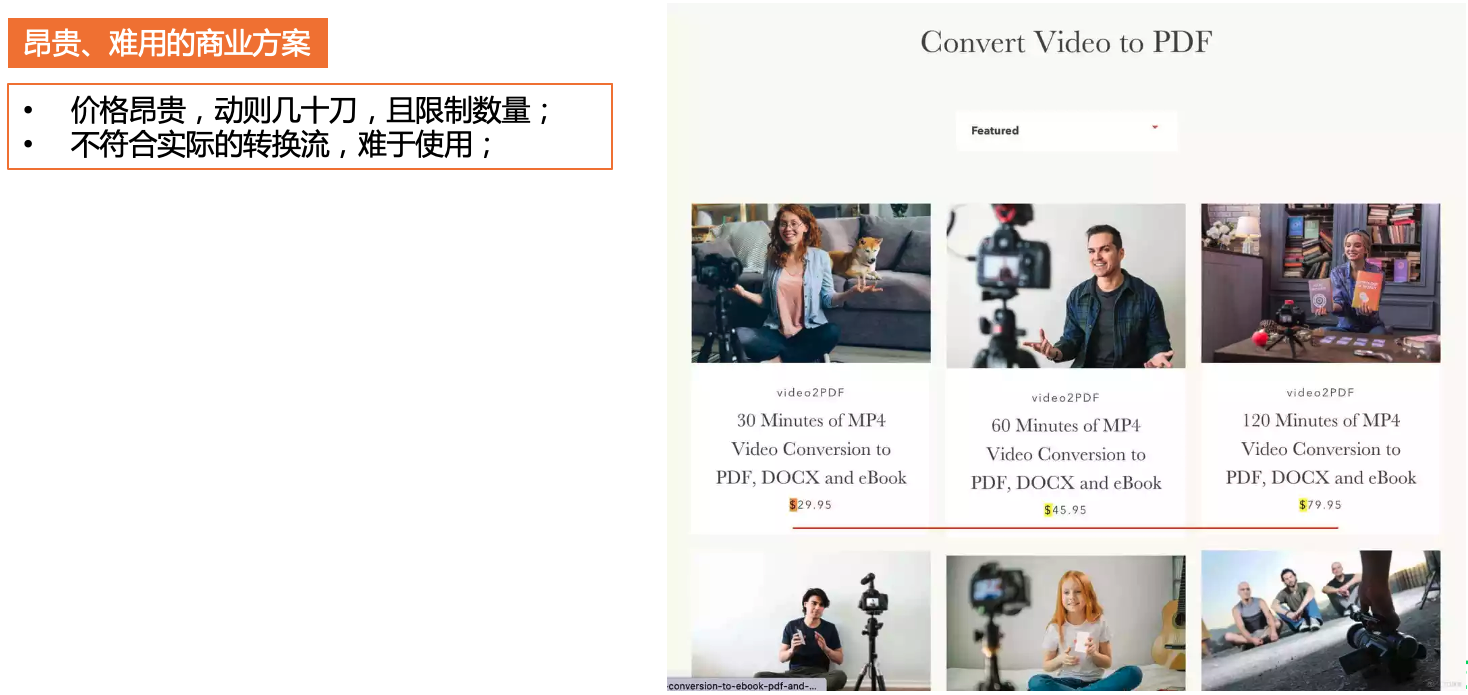 昂贵、难用的商业方案
• 价格昂贵，动则几十刀，且限制数量；
• 不符合实际的转换流，难于使用；
Convert Video to PDF
Featured
video2PDF
30 Minutes of MP4
Video Conversion to
PDF, DOCX and eBook
$29.95
video2PDF
60 Minutes of MP4
Video Conversion to
PDF, DOCX and eBook
$45.95
video2PDF
120 Minutes of MP4
Video Conversion to
PDF, DOCX and eBook
$79.95
conversion-to-ebook-pdf-and-...